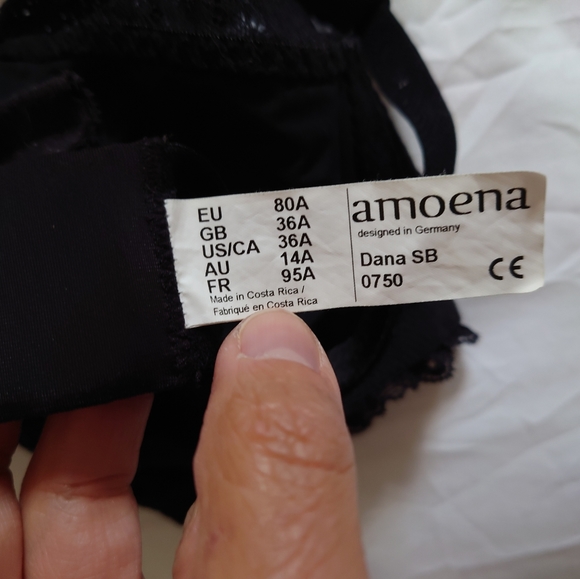 EU 80A
GB 36A
US/CA 36A
AU 14A
FR 95A
Made in Costa Rica /
Fabriqué en Costa Rica
amoena
designed in Germany
Dana SB
0750
CE